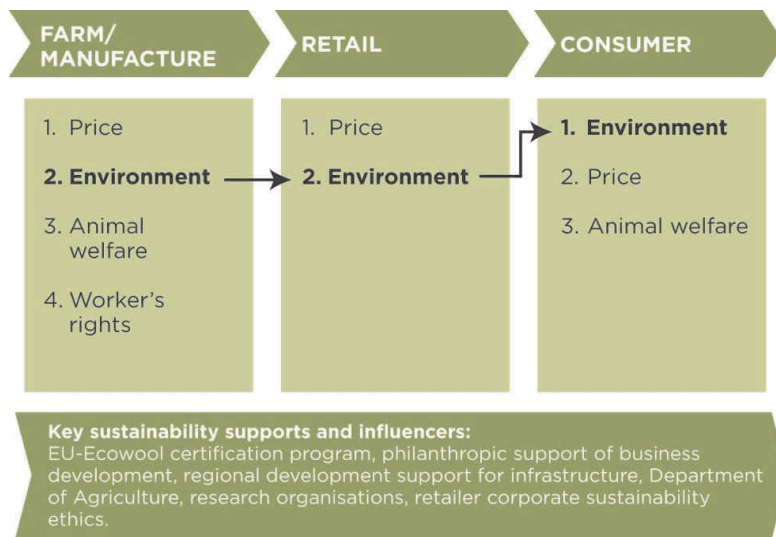 FARM/
MANUFACTURE
RETAIL
CONSUMER
1. Price
2. Environment
3. Animal
welfare
4. Worker's
rights
1. Price
2. Environment
1. Environment
2. Price
3. Animal welfare
Key sustainability supports and influencers:
EU-Ecowool certification program, philanthropic support of business
development, regional development support for infrastructure, Department
of Agriculture, research organisations, retailer corporate sustainability
ethics.